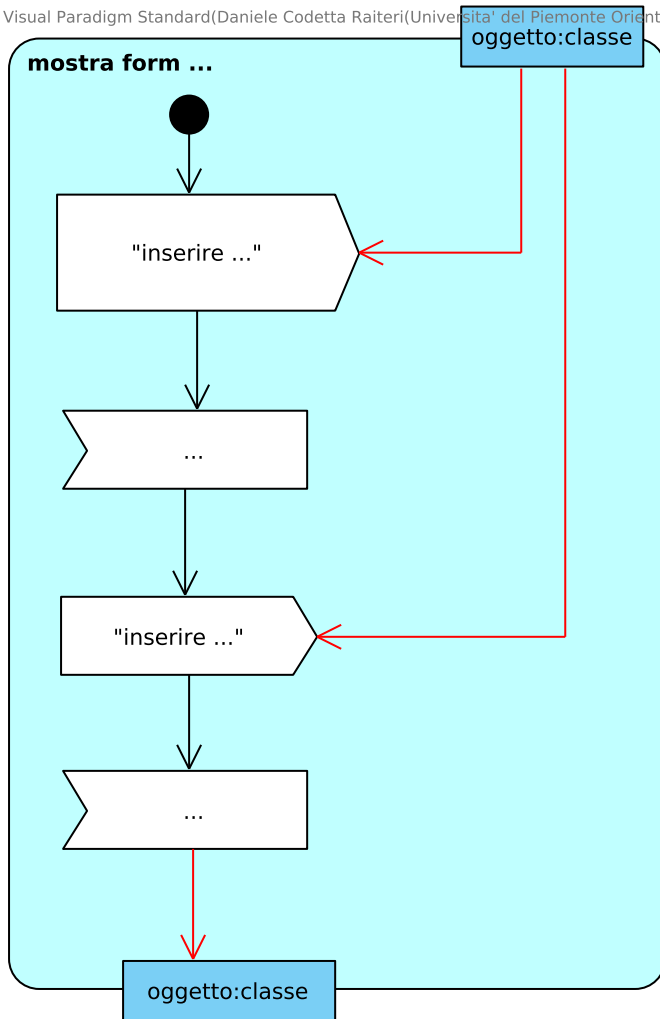 Visual Paradigm Standard(Daniele Codetta Raiteri(Universita' del Piemonte Orient
oggetto:classe
mostra form ...
"inserire ..."
...
"inserire ..."
...
oggetto:classe